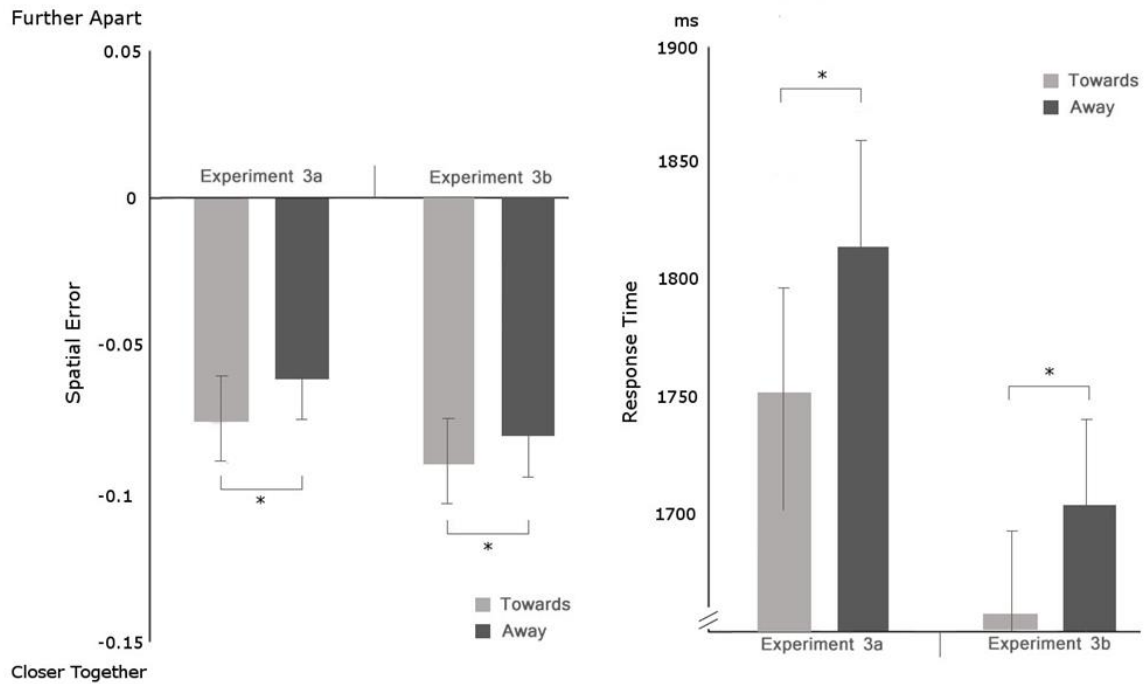 Further Apart
0.05
Experiment 3a
Experiment 3b
0
Spatial Error
-0.05
*
-0.1
*
Towards
Away
-0.15
Closer Together
ms
1900
*
Towards
Away
1850
1800
Response Time
1750
*
1700
Experiment 3a
Experiment 3b